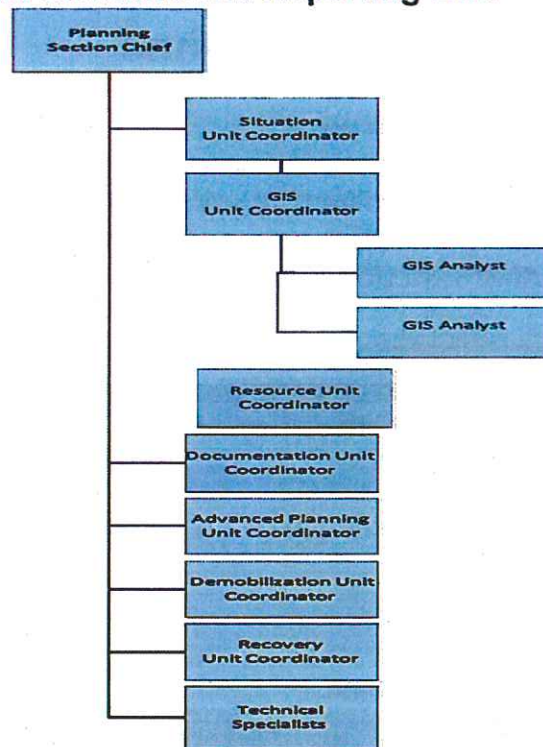 Planning
Section Chief
Situation
Unit Coordinator
GIS
Unit Coordinator
GIS Analyst
GIS Analyst
Resource Unit
Coordinator
Documentation Unit
Coordinator
Advanced Planning
Unit Coordinator
Demobilization Unit
Coordinator
Recovery
Unit Coordinator
Technical
Specialists